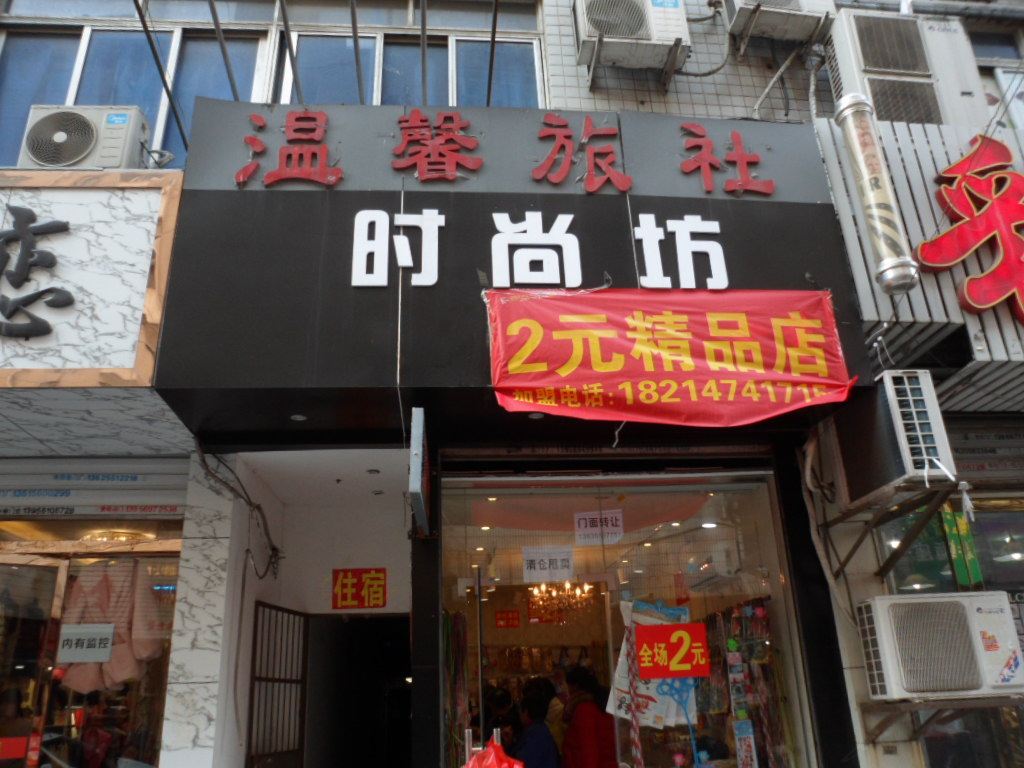 温馨旅社
时尚坊
2元精品店
加盟电话:18214741716
住宿
门面转让
清仓甩卖
全场2元
内有监控